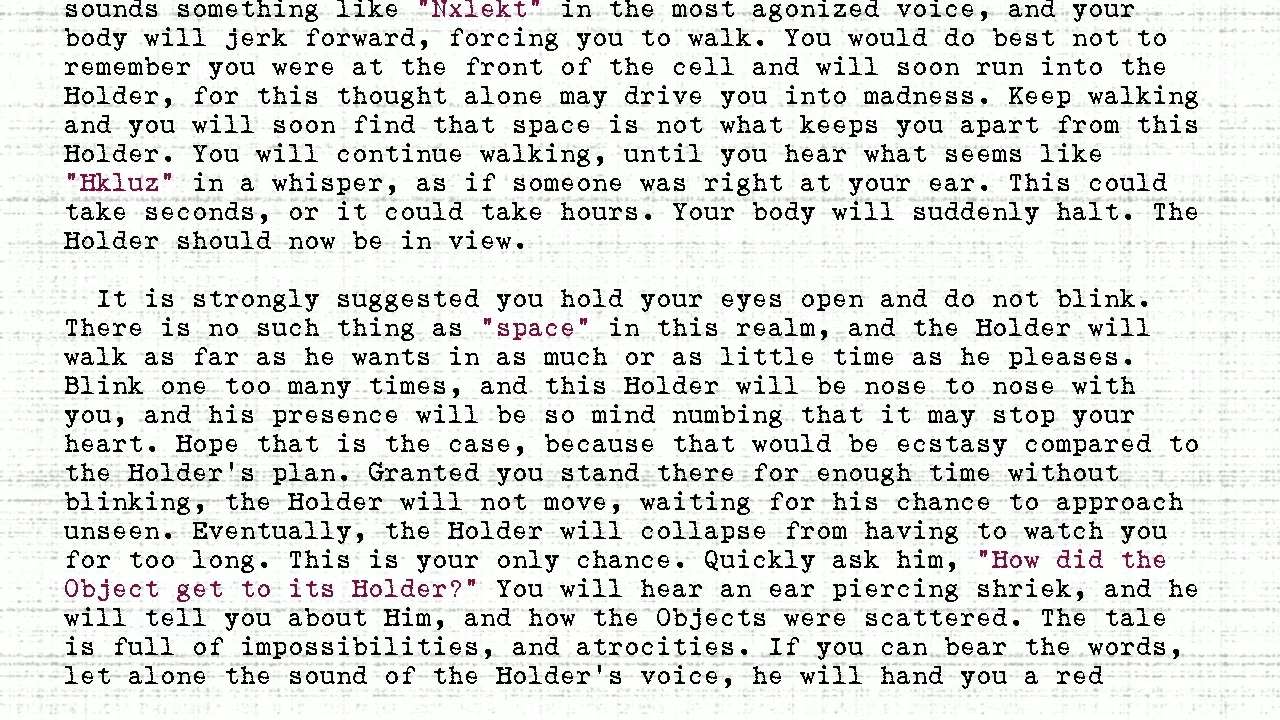 sounds something like "Nxlekt" in the most agonized voice, and your
body will jerk forward, forcing you to walk. You would do best not to
remember you were at the front of the cell and will soon run into the
Holder, for this thought alone may drive you into madness. Keep walking
and you will soon find that space is not what keeps you apart from this
Holder. You will continue walking, until you hear what seems like
"Hkluz" in a whisper, as if someone was right at your ear. This could
take seconds, or it could take hours. Your body will suddenly halt. The
Holder should now be in view.
It is strongly suggested you hold your eyes open and do not blink.
There is no such thing as "space" in this realm, and the Holder will
walk as far as he wants in as much or as little time as he pleases.
Blink one too many times, and this Holder will be nose to nose with
you, and his presence will be so mind numbing that it may stop your
heart. Hope that is the case, because that would be ecstasy compared to
the Holder's plan. Granted you stand there for enough time without
blinking, the Holder will not move, waiting for his chance to approach
unseen. Eventually, the Holder will collapse from having to watch you
for too long. This is your only chance. Quickly ask him, "How did the
Object get to its Holder?" You will hear an ear piercing shriek, and he
will tell you about Him, and how the Objects were scattered. The tale
is full of impossibilities, and atrocities. If you can bear the words,
let alone the sound of the Holder's voice, he will hand you a red